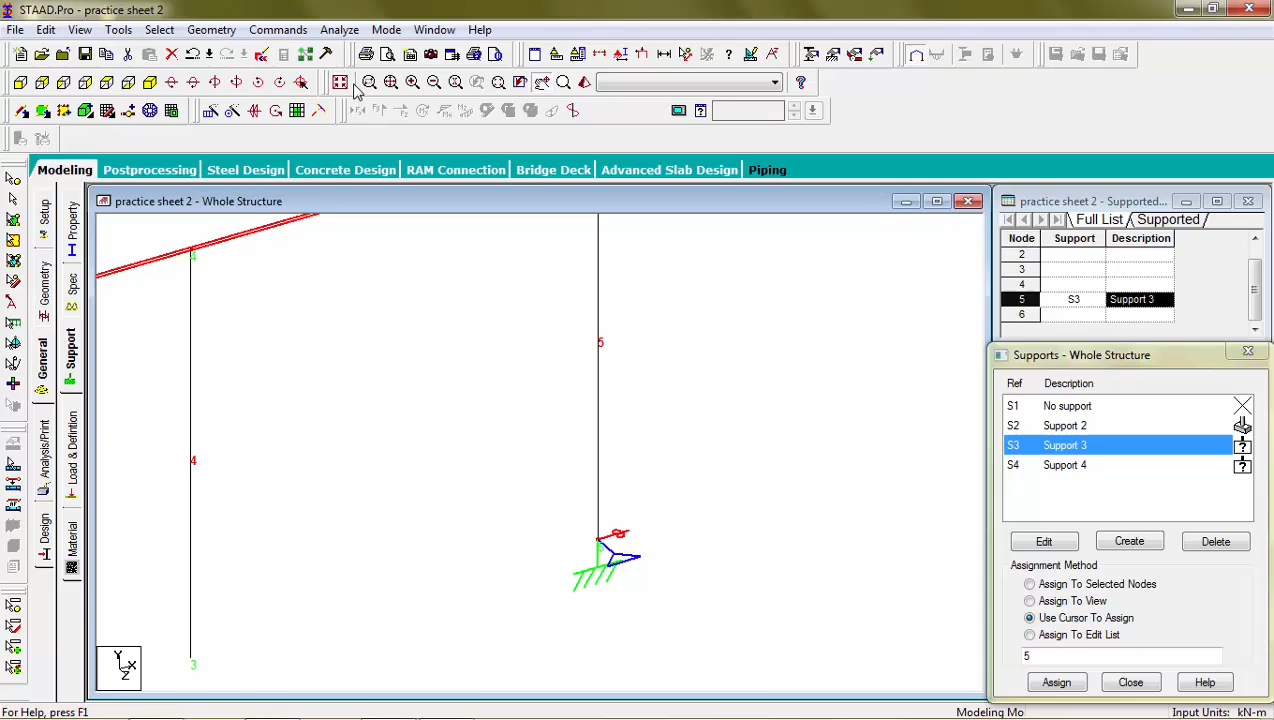 STAAD.Pro - practice sheet 2
File Edit View Tools Select Geometry Commands Analyze Mode Window Help
Modeling Postprocessing Steel Design Concrete Design RAM Connection Bridge Deck Advanced Slab Design Piping
practice sheet 2 - Whole Structure
practice sheet 2 - Supported...
Full List Supported
Node Support Description
2
3
4
5 S3 Support 3
6
Setup
Geometry
General
Analysis/Print
Design
Property
Spec
Support
Load & Definition
Material
4
5
4
3
Y
X
Z
Supports - Whole Structure
Ref Description
S1 No support
S2 Support 2
S3 Support 3
S4 Support 4
Edit Create Delete
Assignment Method
Assign To Selected Nodes
Assign To View
Use Cursor To Assign
Assign To Edit List
5
Assign Close Help
For Help, press F1
Modeling Mo
Input Units: kN-m